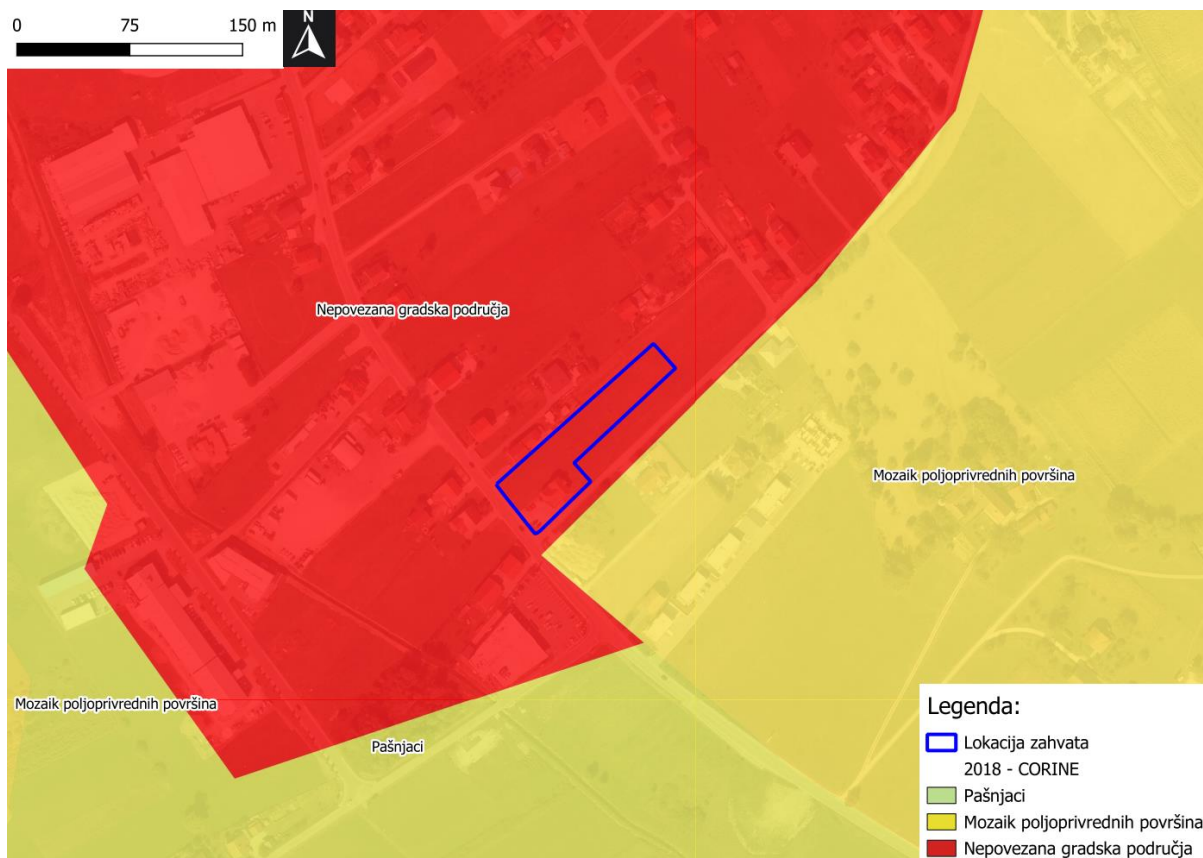 0 75 150 m
N
Nepovezana gradska područja
Mozaik poljoprivrednih površina
Mozaik poljoprivrednih površina
Pašnjaci
Legenda:
Lokacija zahvata
2018 - CORINE
Pašnjaci
Mozaik poljoprivrednih površina
Nepovezana gradska područja